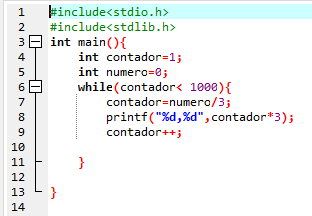 1 #include<stdio.h>
2 #include<stdlib.h>
3 int main(){
4 int contador=1;
5 int numero=0;
6 while(contador< 1000){
7 contador=numero/3;
8 printf("%d,%d",contador*3);
9 contador++;
10
11 }
12
13 }
14